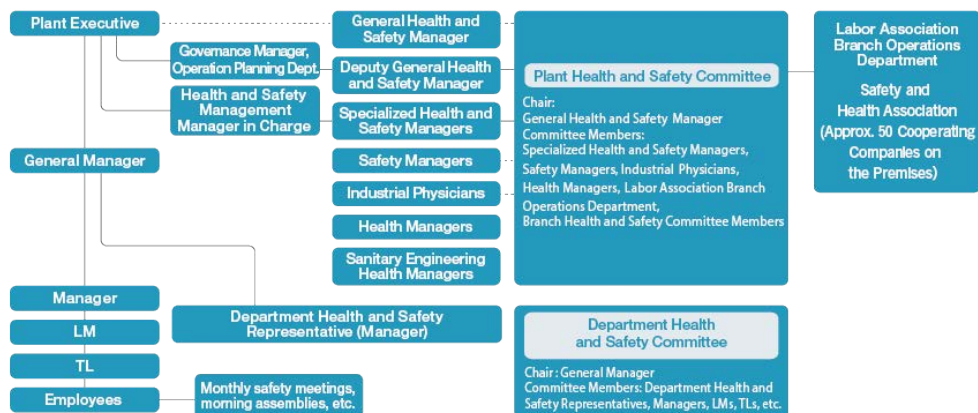 Plant Executive
General Health and
Safety Manager
Governance Manager,
Operation Planning Dept.
Deputy General Health
and Safety Manager
Health and Safety
Management
Manager in Charge
Specialized Health and
Safety Managers
General Manager
Safety Managers
Industrial Physicians
Health Managers
Sanitary Engineering
Health Managers
Plant Health and Safety Committee
Chair:
General Health and Safety Manager
Committee Members:
Specialized Health and Safety Managers,
Safety Managers, Industrial Physicians,
Health Managers, Labor Association Branch
Operations Department,
Branch Health and Safety Committee Members
Labor Association
Branch Operations
Department
Safety and
Health Association
(Approx. 50 Cooperating
Companies on
the Premises)
Manager
LM
TL
Employees
Department Health and Safety
Representative (Manager)
Monthly safety meetings,
morning assemblies, etc.
Department Health
and Safety Committee
Chair : General Manager
Committee Members: Department Health and
Safety Representatives, Managers, LMs, TLs, etc.